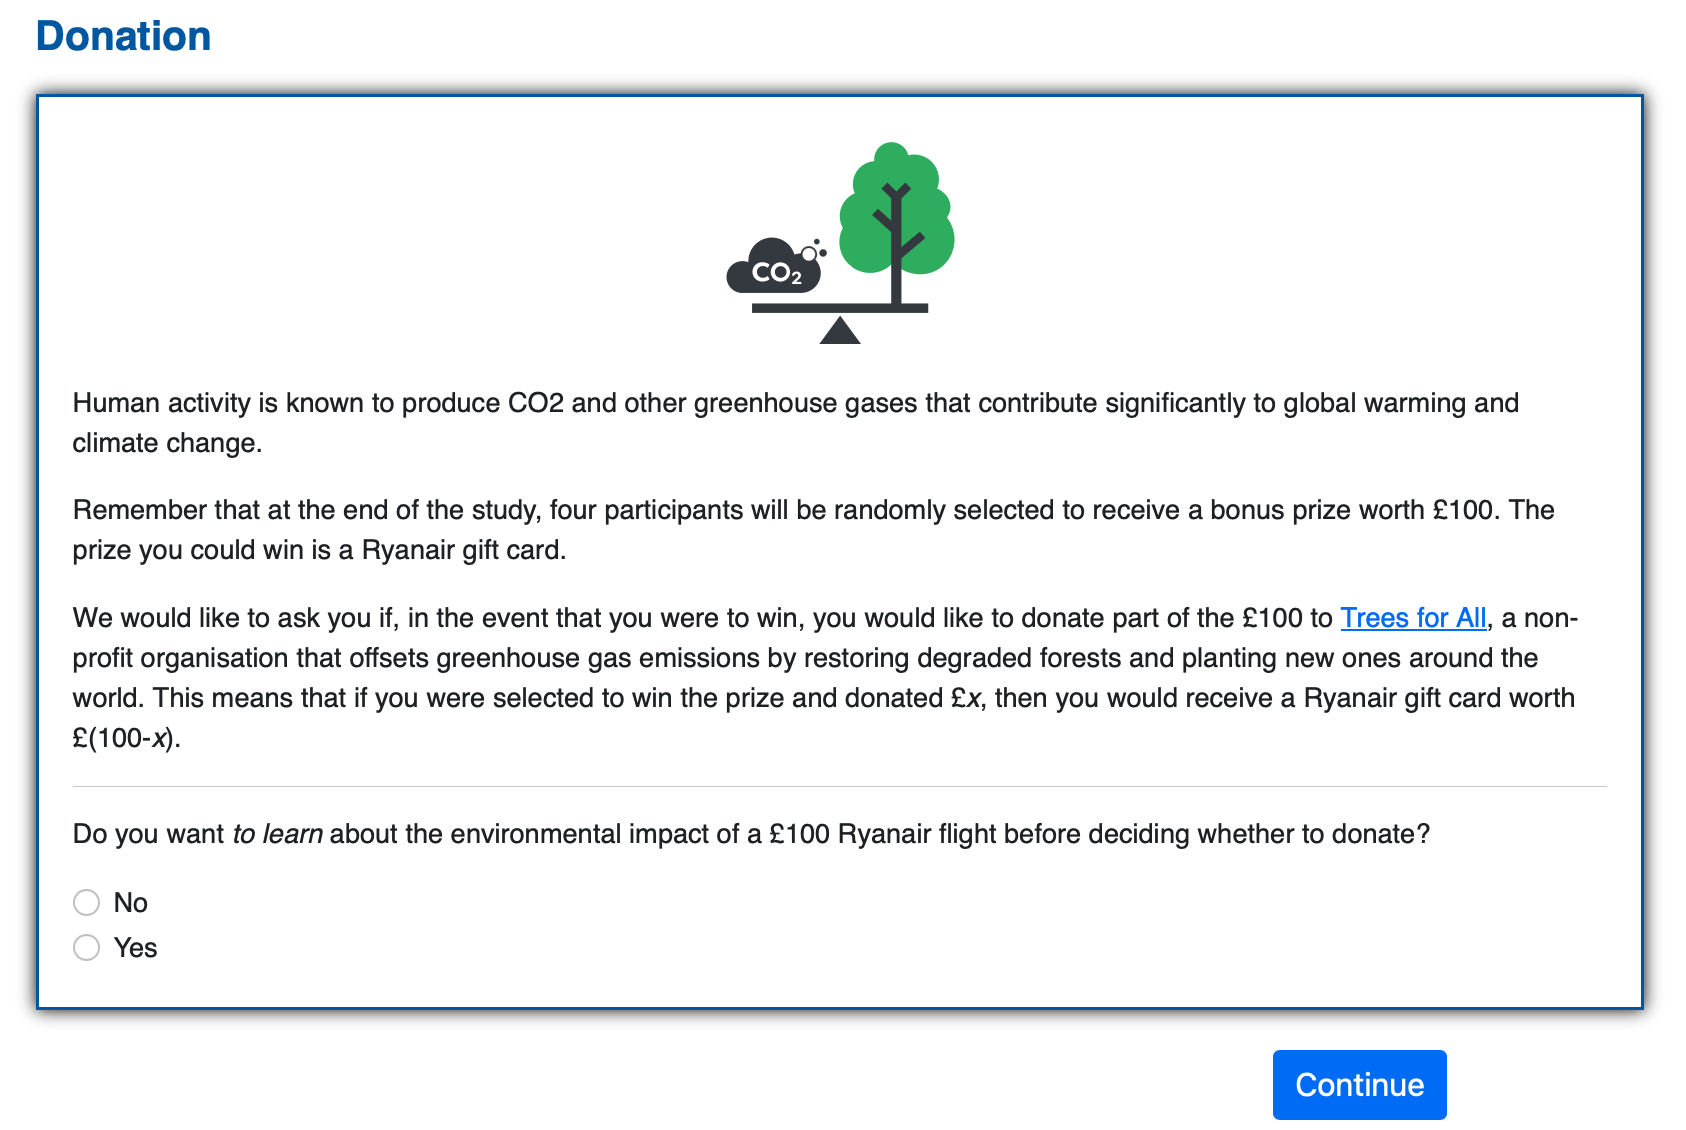 Donation
CO₂
Human activity is known to produce CO2 and other greenhouse gases that contribute significantly to global warming and
climate change.
Remember that at the end of the study, four participants will be randomly selected to receive a bonus prize worth £100. The
prize you could win is a Ryanair gift card.
We would like to ask you if, in the event that you were to win, you would like to donate part of the £100 to Trees for All, a non-
profit organisation that offsets greenhouse gas emissions by restoring degraded forests and planting new ones around the
world. This means that if you were selected to win the prize and donated £x, then you would receive a Ryanair gift card worth
£(100-x).
Do you want to learn about the environmental impact of a £100 Ryanair flight before deciding whether to donate?
No
Yes
Continue